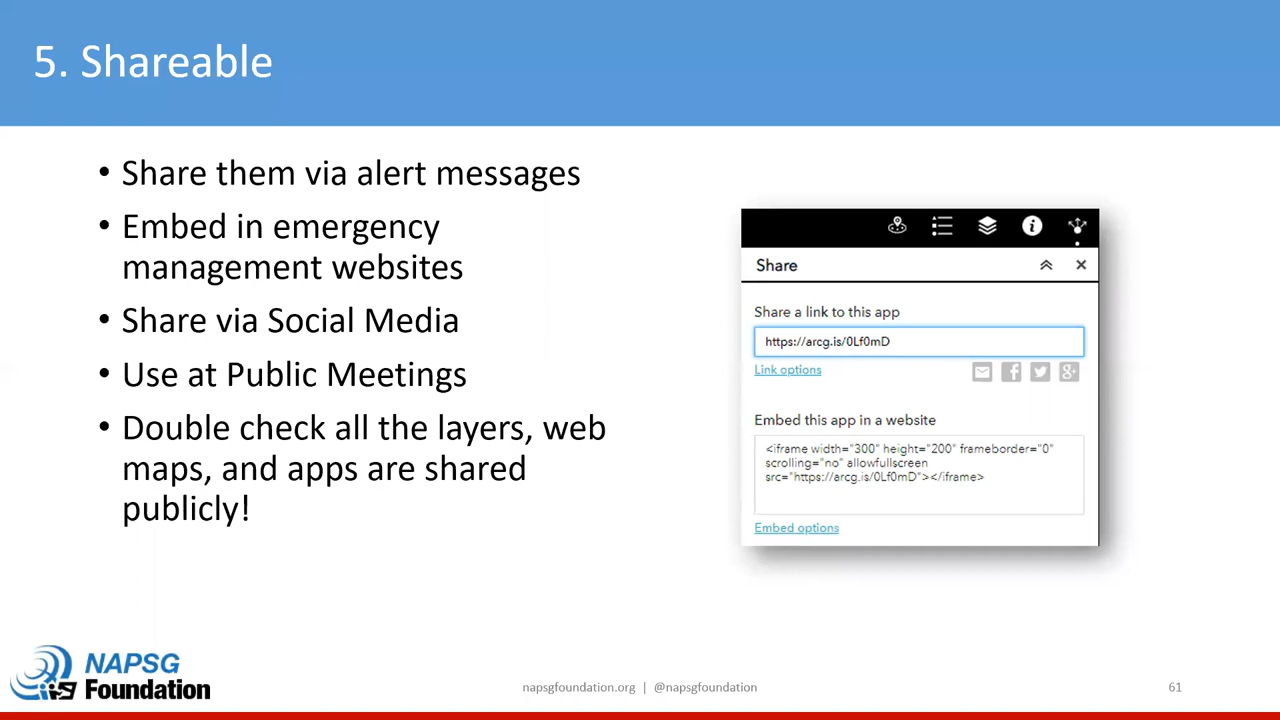 5. Shareable
• Share them via alert messages
• Embed in emergency
management websites
• Share via Social Media
• Use at Public Meetings
• Double check all the layers, web
maps, and apps are shared
publicly!
Share
Share a link to this app
https://arcg.is/0Lf0mD
Link options
Embed this app in a website
<iframe width="300" height="200" frameborder="0"
scrolling="no" allowfullscreen
src="https://arcg.is/0Lf0mD"></iframe>
Embed options
NAPSG
Foundation
napsgfoundation.org | @napsgfoundation
61